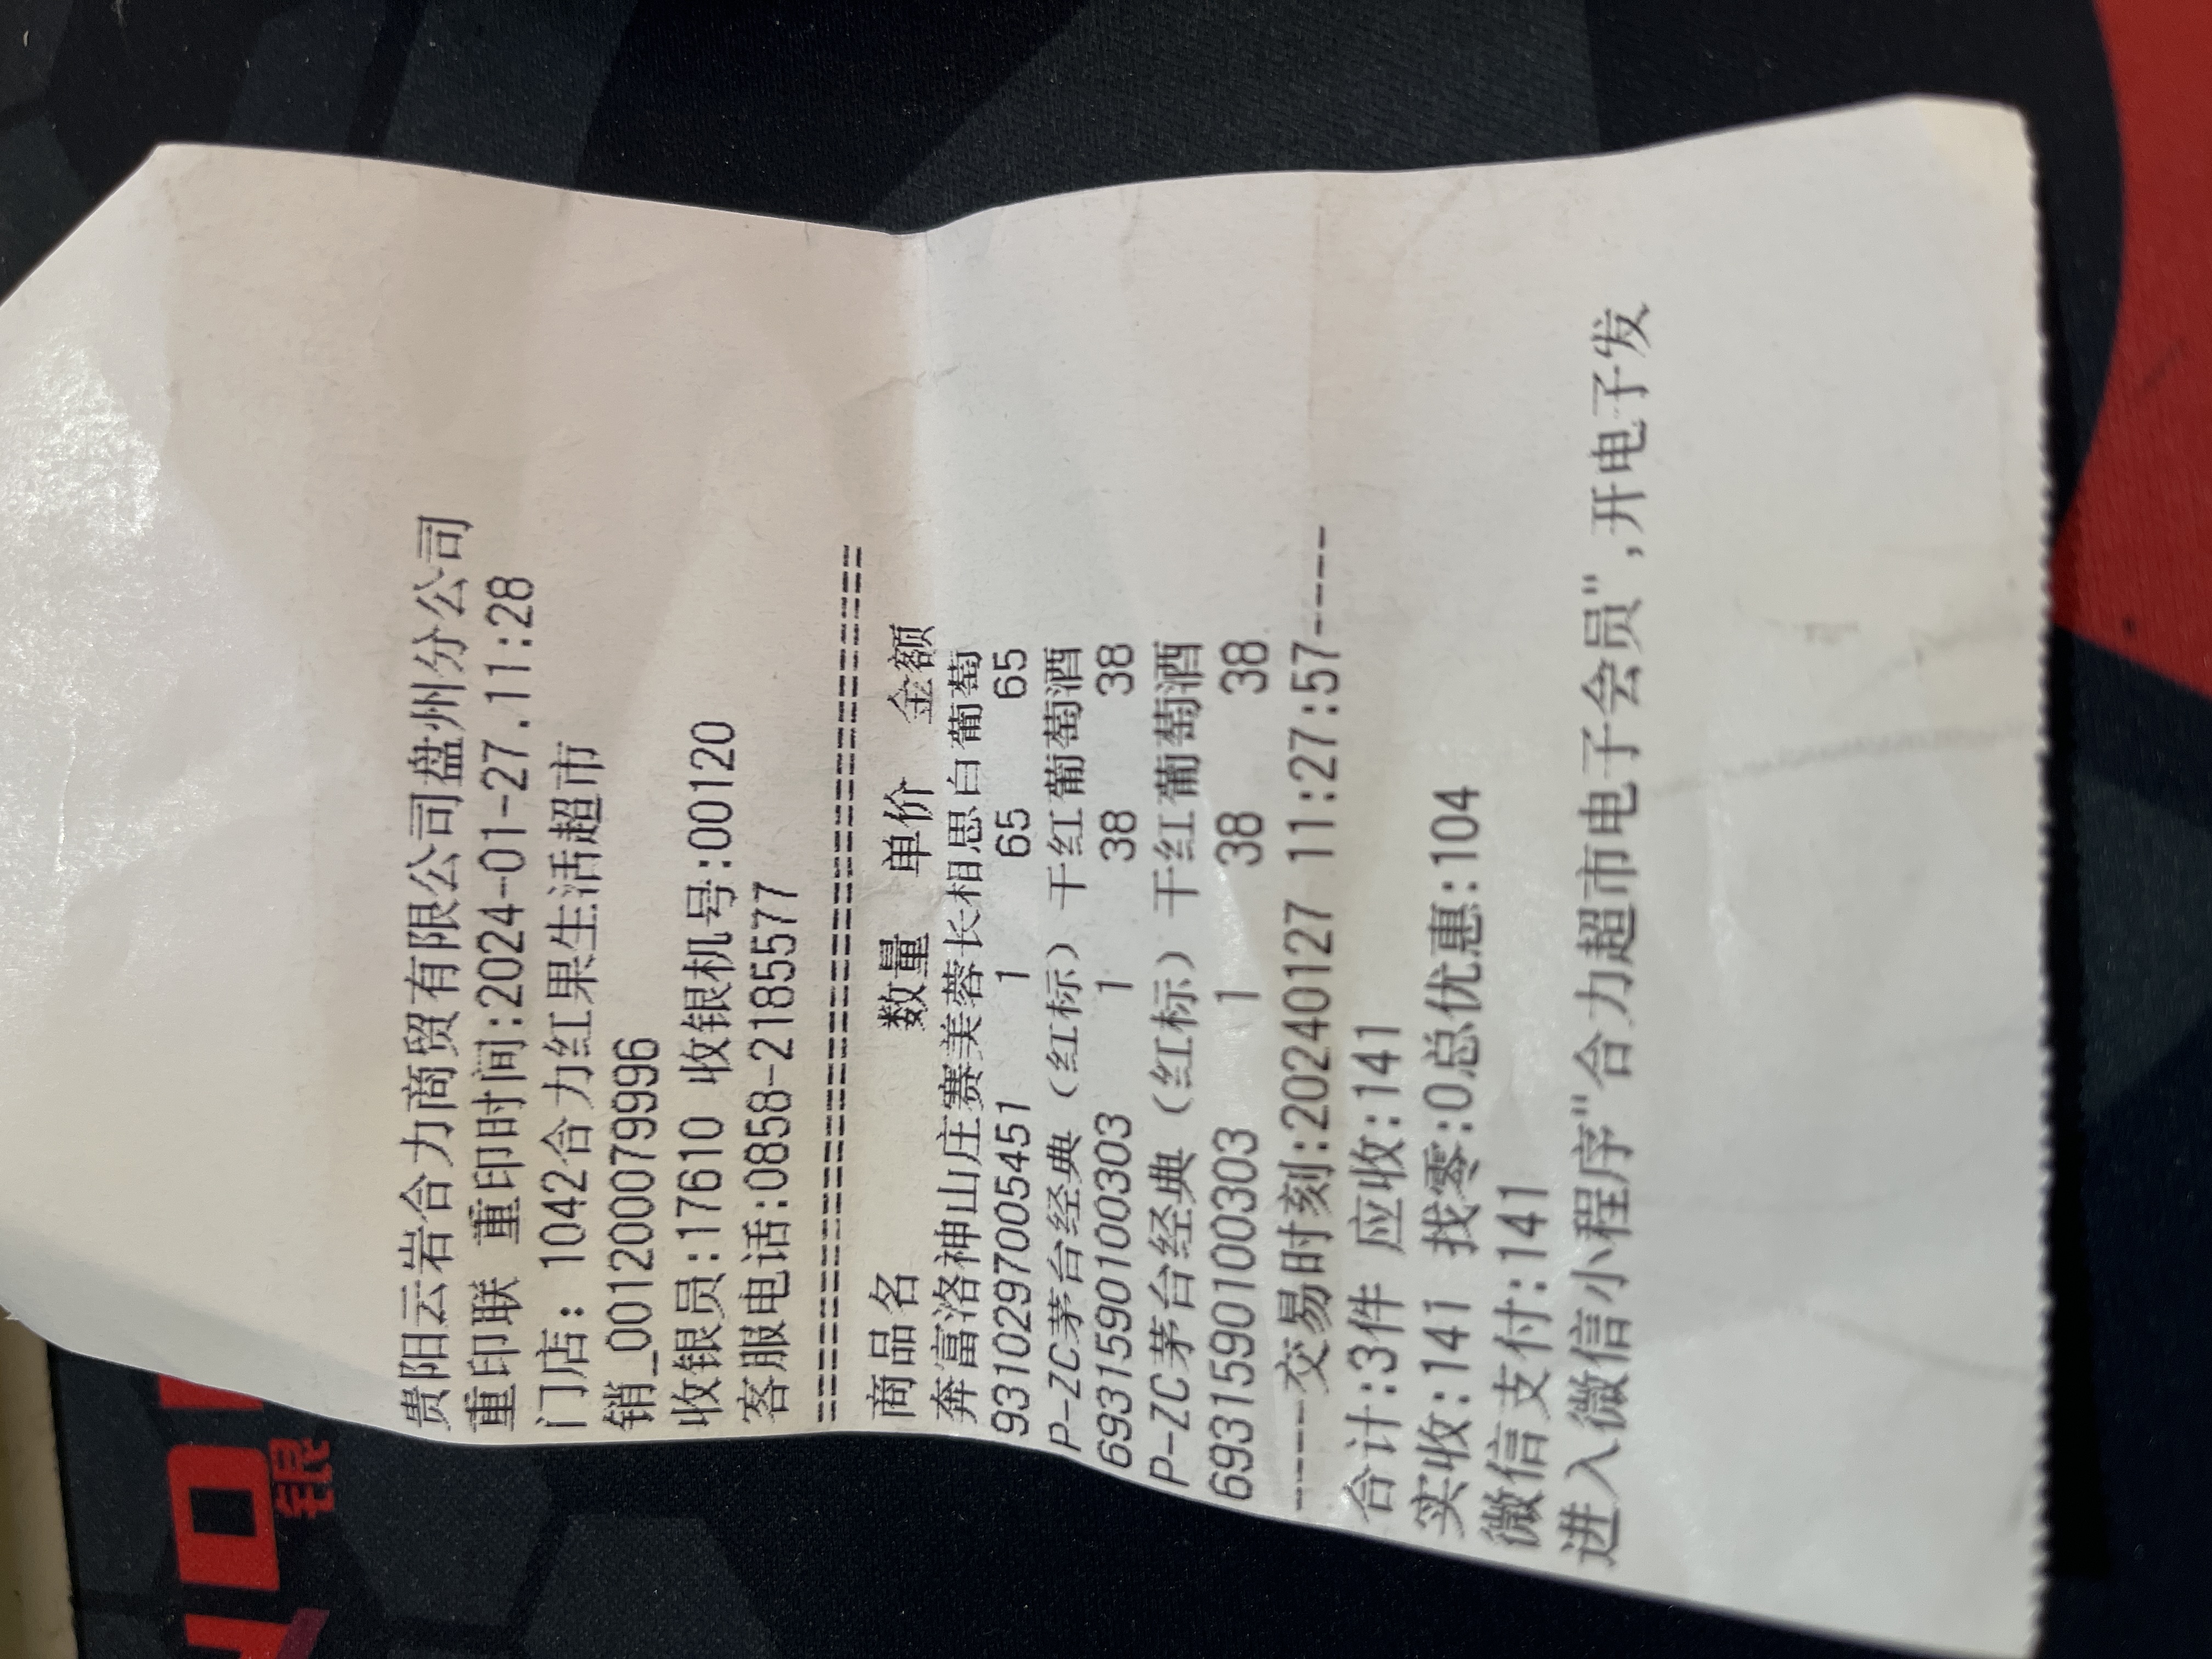 贵阳云岩合力商贸有限公司盘州分公司
重印联 重印时间:2024-01-27.11:28
门店: 1042合力红果生活超市
销_0012000799996
收银员:17610 收银机号:00120
客服电话:0858-2185577
商品名 数量 单价 金额
奔富洛神山庄赛美蓉长相思白葡萄
9310297005451 1 65 65
P-ZC茅台经典(红标)干红葡萄酒
6931590100303 1 38 38
P-ZC茅台经典(红标)干红葡萄酒
6931590100303 1 38 38
-----交易时刻:20240127 11:27:57----
合计:3件 应收:141
实收:141 找零:0总优惠:104
微信支付:141
进入微信小程序"合力超市电子会员",开电子发
银